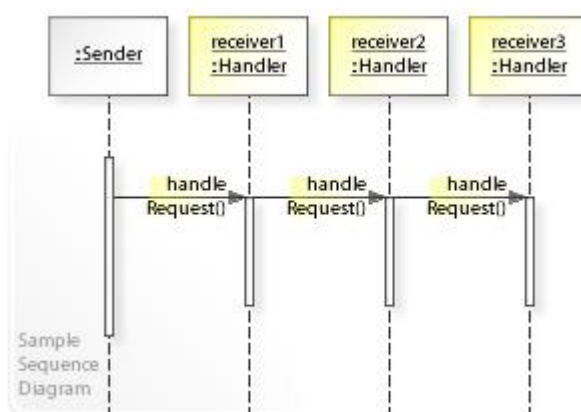 :Sender
receiver1
:Handler
receiver2
:Handler
receiver3
:Handler
handle
Request()
handle
Request()
handle
Request()
Sample
Sequence
Diagram